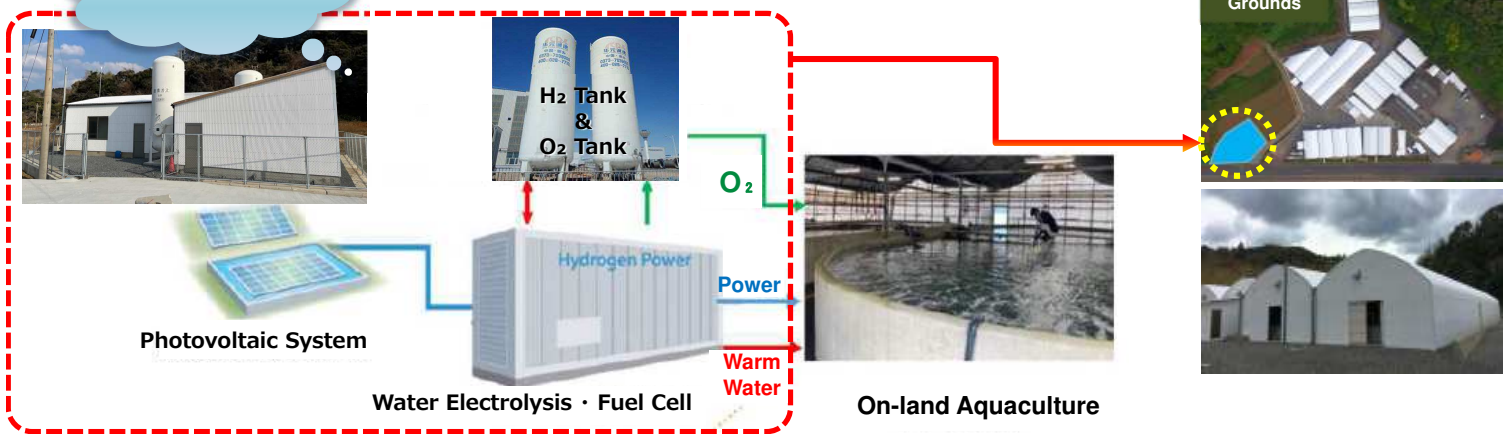 Grounds
H₂ Tank
&
O₂ Tank
O₂
Hydrogen Power
Power
Photovoltaic System
Warm
Water
Water Electrolysis・Fuel Cell
On-land Aquaculture